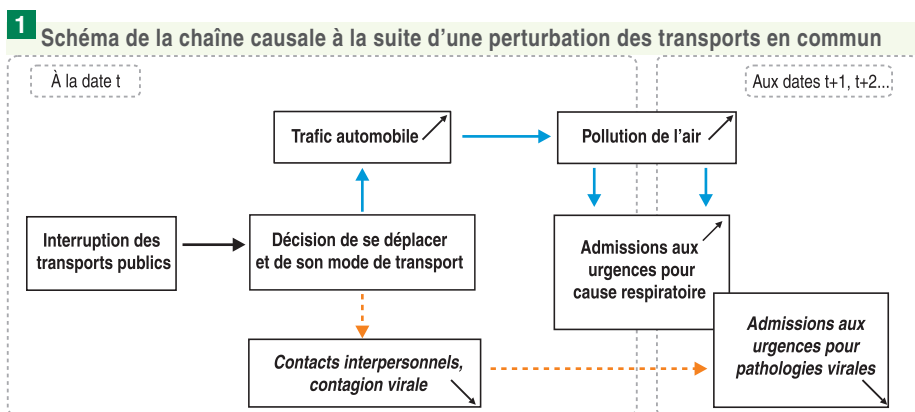 1
Schéma de la chaîne causale à la suite d’une perturbation des transports en commun
À la date t
Aux dates t+1, t+2...
Trafic automobile
Pollution de l’air
Interruption des
transports publics
Décision de se déplacer
et de son mode de transport
Admissions aux
urgences pour
cause respiratoire
Contacts interpersonnels,
contagion virale
Admissions aux
urgences pour
pathologies virales